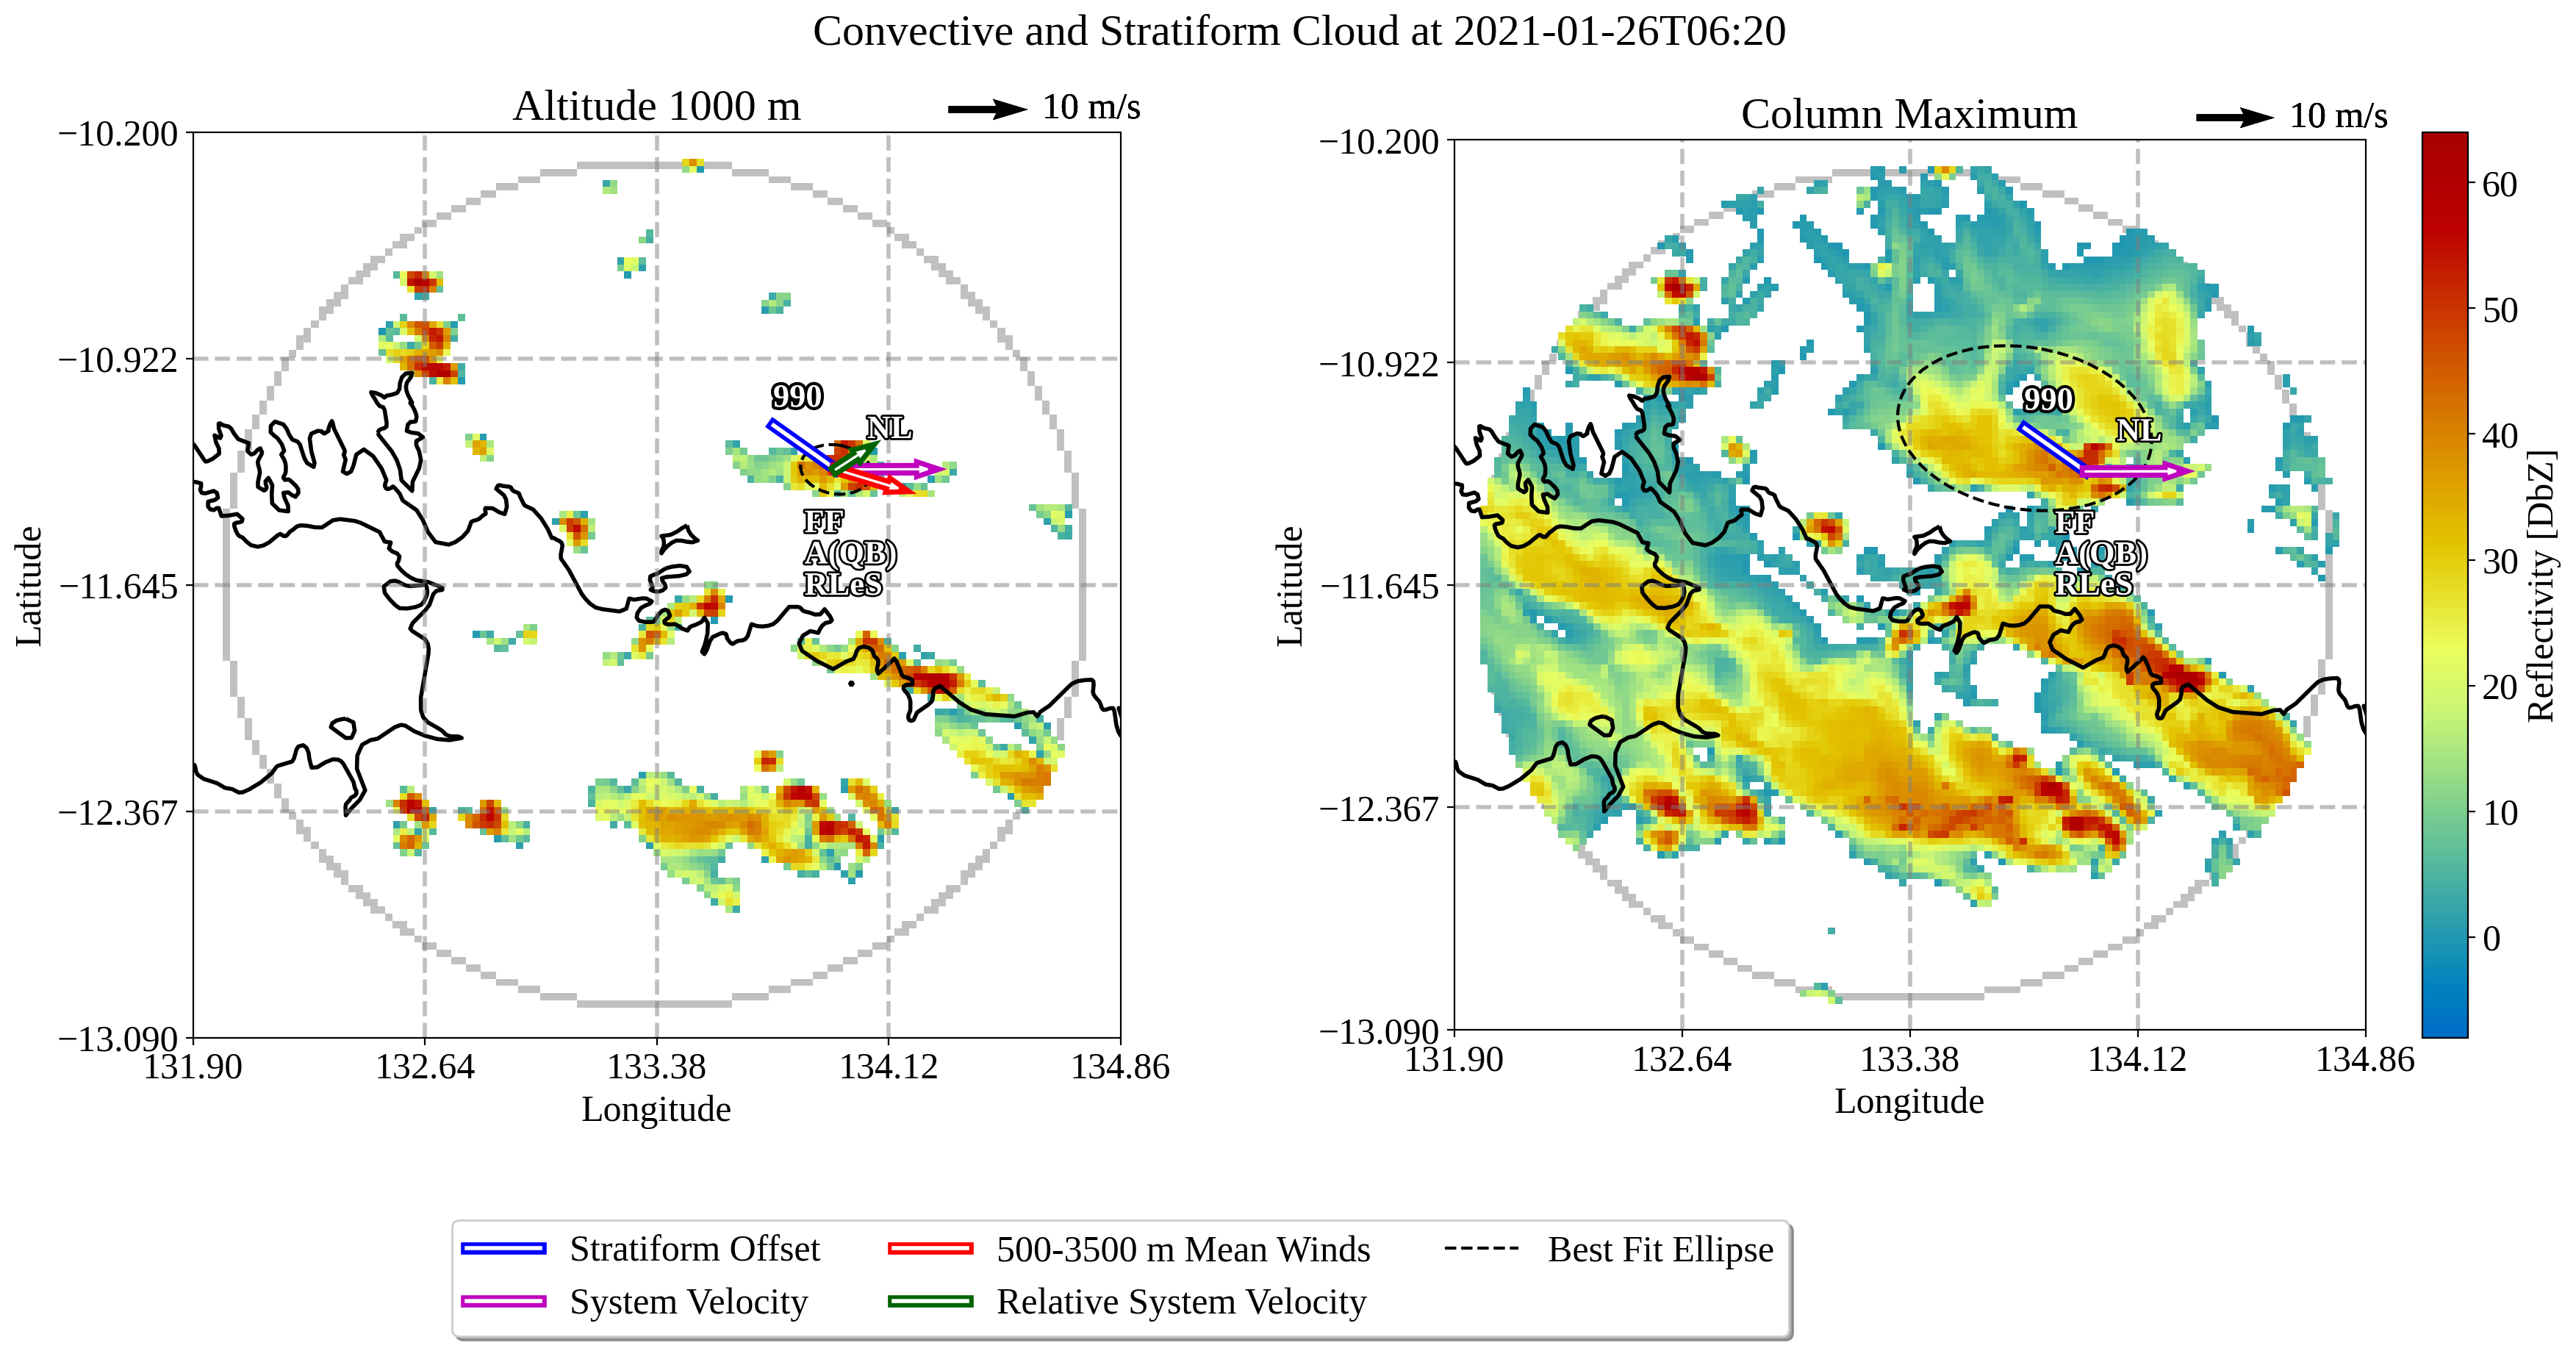 Convective and Stratiform Cloud at 2021-01-26T06:20
Altitude 1000 m
10 m/s
−10.200
−10.922
−11.645
−12.367
−13.090
131.90
132.64
133.38
134.12
134.86
Latitude
Longitude
990
NL
FF
A(QB)
RLeS
Column Maximum
10 m/s
−10.200
−10.922
−11.645
−12.367
−13.090
131.90
132.64
133.38
134.12
134.86
Latitude
Longitude
990
NL
FF
A(QB)
RLeS
60
50
40
30
20
10
0
Reflectivity [DbZ]
Stratiform Offset
500-3500 m Mean Winds
Best Fit Ellipse
System Velocity
Relative System Velocity